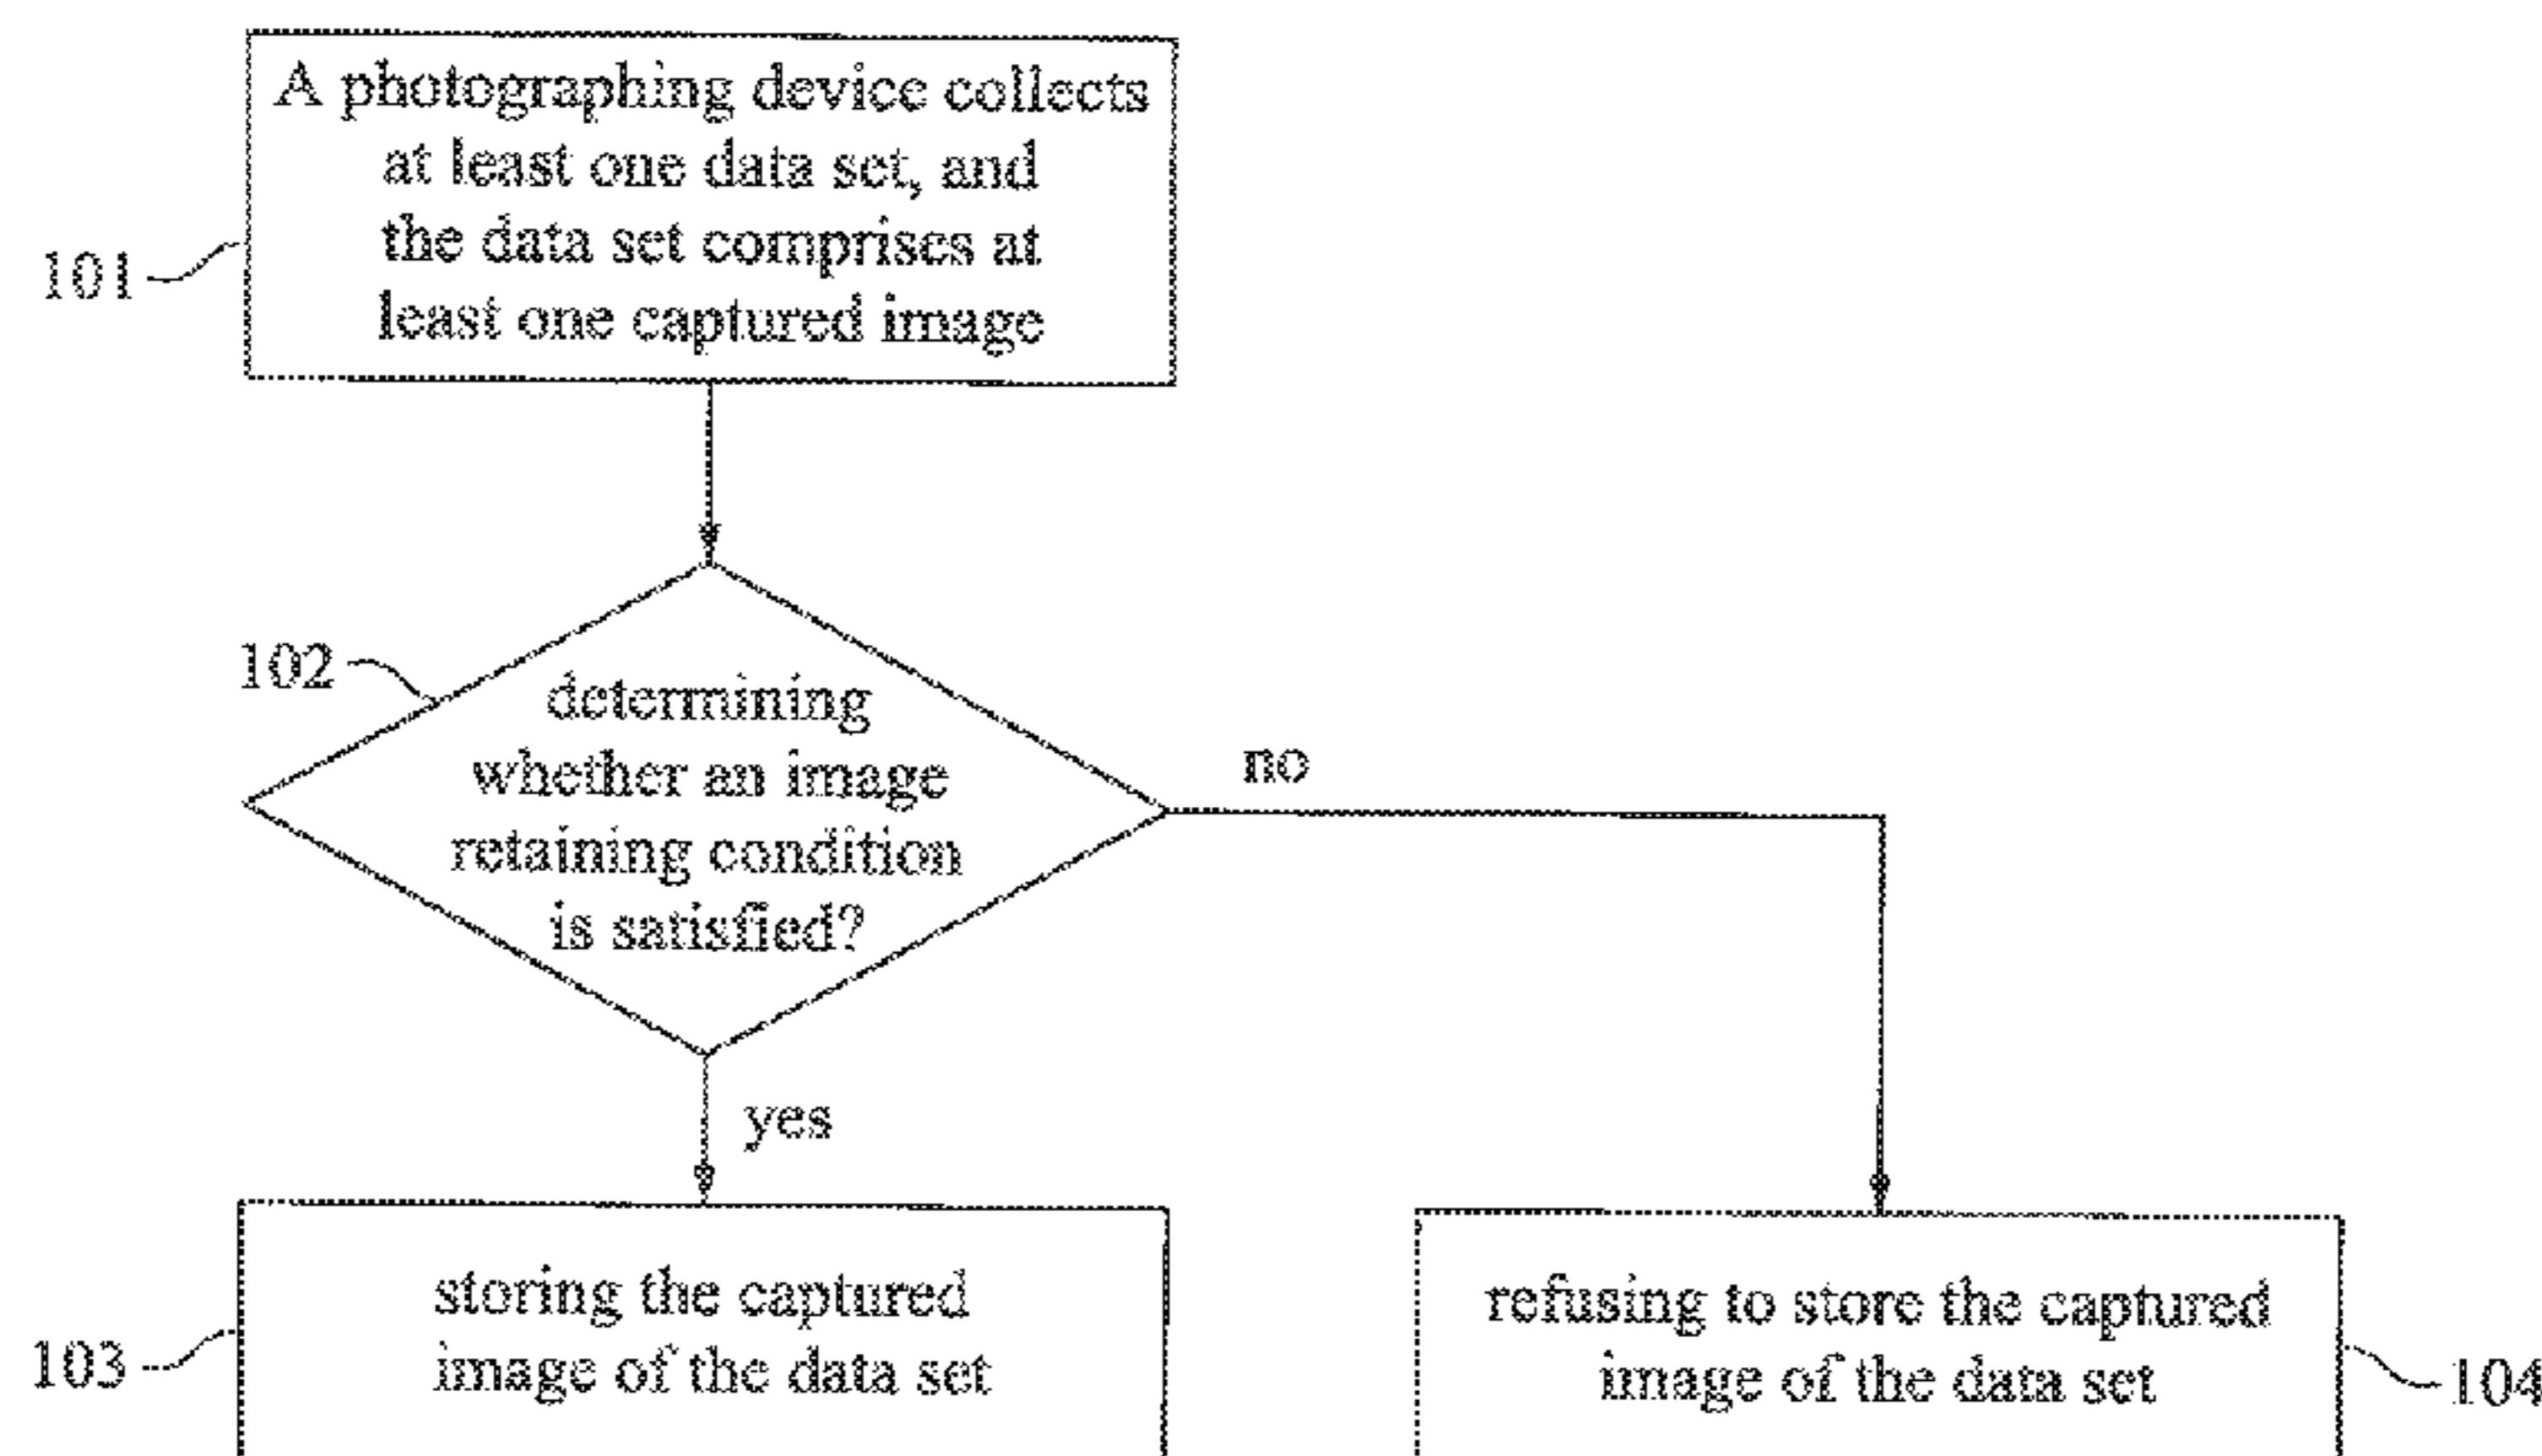 A photographing device collects
at least one data set, and
the data set comprises at
least one captured image
101
102
determining
whether an image
retaining condition
is satisfied?
no
yes
storing the captured
image of the data set
103
refusing to store the captured
image of the data set
104